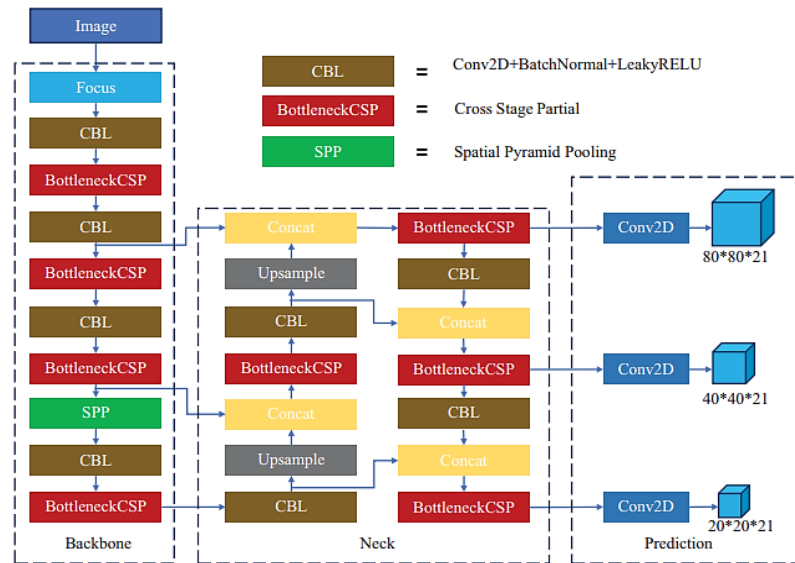 Image
Focus
CBL
BottleneckCSP
CBL
BottleneckCSP
CBL
BottleneckCSP
SPP
CBL
BottleneckCSP
Backbone
CBL = Conv2D+BatchNormal+LeakyRELU
BottleneckCSP = Cross Stage Partial
SPP = Spatial Pyramid Pooling
Concat
Upsample
CBL
BottleneckCSP
Concat
Upsample
CBL
BottleneckCSP
CBL
Concat
BottleneckCSP
CBL
Concat
BottleneckCSP
Neck
Conv2D
80*80*21
Conv2D
40*40*21
Conv2D
20*20*21
Prediction